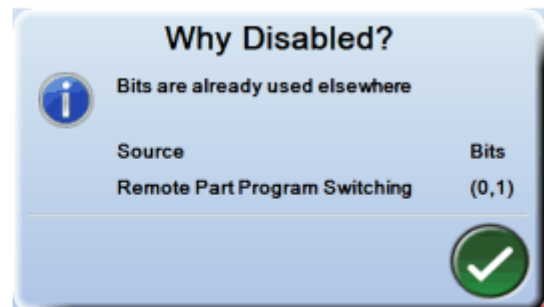 Why Disabled?
Bits are already used elsewhere
Source Bits
Remote Part Program Switching (0,1)